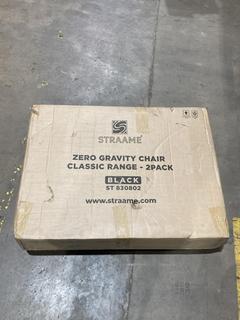 STRAAME
ZERO GRAVITY CHAIR
CLASSIC RANGE - 2PACK
BLACK
ST 830802
www.straame.com